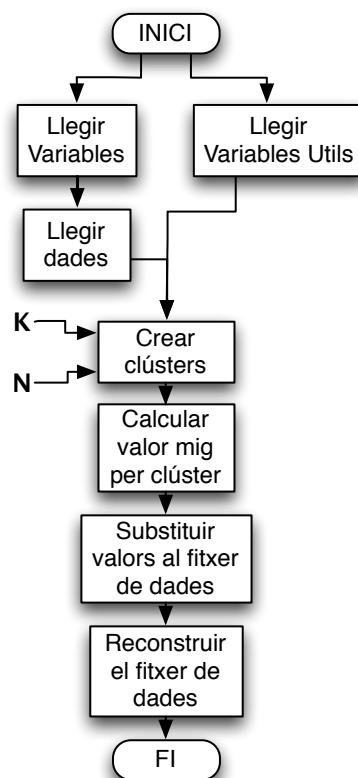 INICI
Llegir
Variables
Llegir
Variables Utils
Llegir
dades
K
N
Crear
clústers
Calcular
valor mig
per clúster
Substituir
valors al fitxer
de dades
Reconstruir
el fitxer de
dades
FI